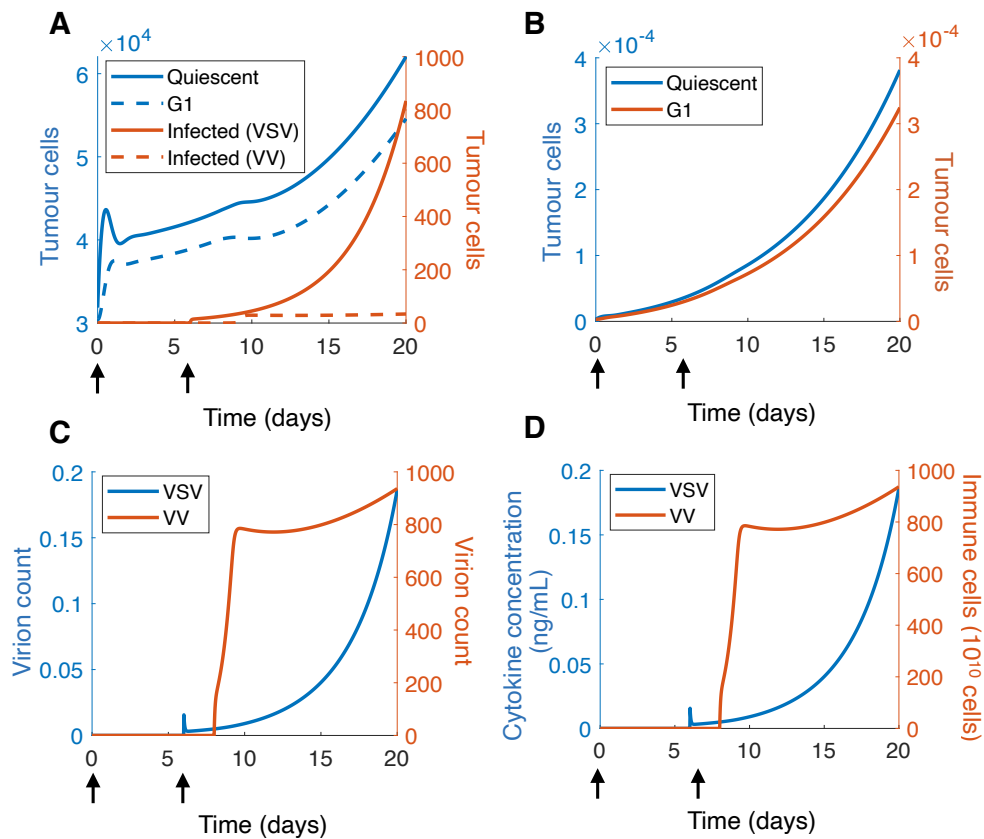 A
×10⁴
6
5
4
3
Tumour cells
Quiescent
G1
Infected (VSV)
Infected (VV)
1000
800
600
400
200
0
Tumour cells
0 5 10 15 20
Time (days)
B
×10⁻⁴
×10⁻⁴
4
3
2
1
0
Tumour cells
Quiescent
G1
4
3
2
1
0
Tumour cells
0 5 10 15 20
Time (days)
C
0.2
0.15
0.1
0.05
0
Virion count
VSV
VV
1000
800
600
400
200
0
Virion count
0 5 10 15 20
Time (days)
D
0.2
0.15
0.1
0.05
0
Cytokine concentration
(ng/mL)
VSV
VV
1000
800
600
400
200
0
Immune cells (10¹⁰ cells)
0 5 10 15 20
Time (days)